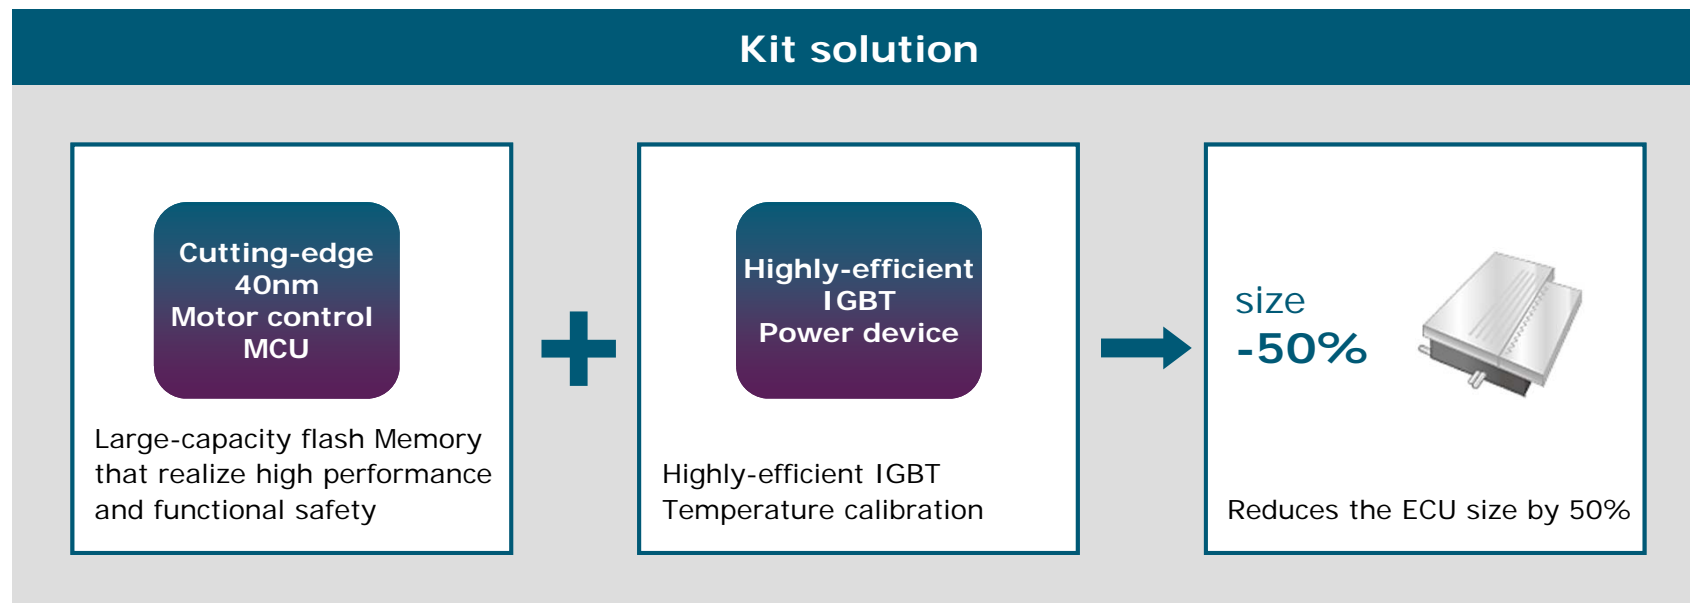 Kit solution
Cutting-edge
40nm
Motor control
MCU
Large-capacity flash Memory
that realize high performance
and functional safety
Highly-efficient
IGBT
Power device
Highly-efficient IGBT
Temperature calibration
size
-50%
Reduces the ECU size by 50%